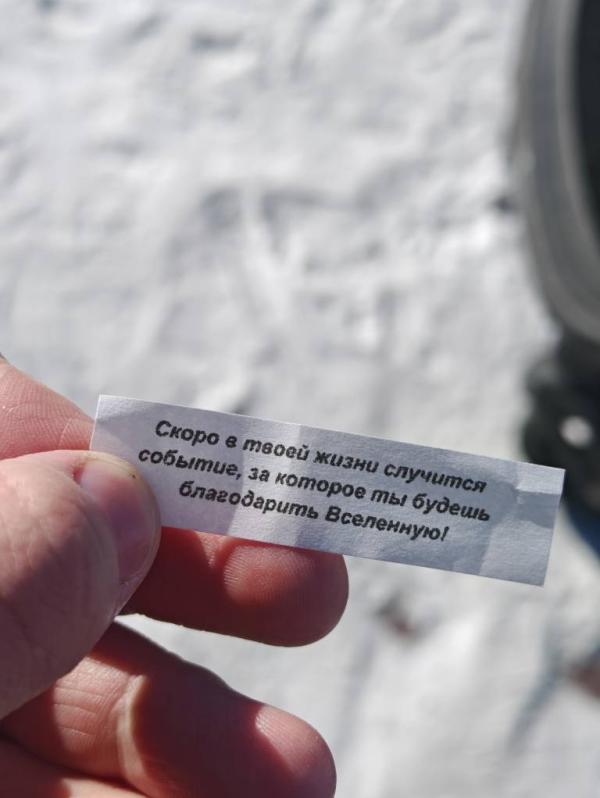 Скоро в твоей жизни случится
событие, за которое ты будешь
благодарить Вселенную!